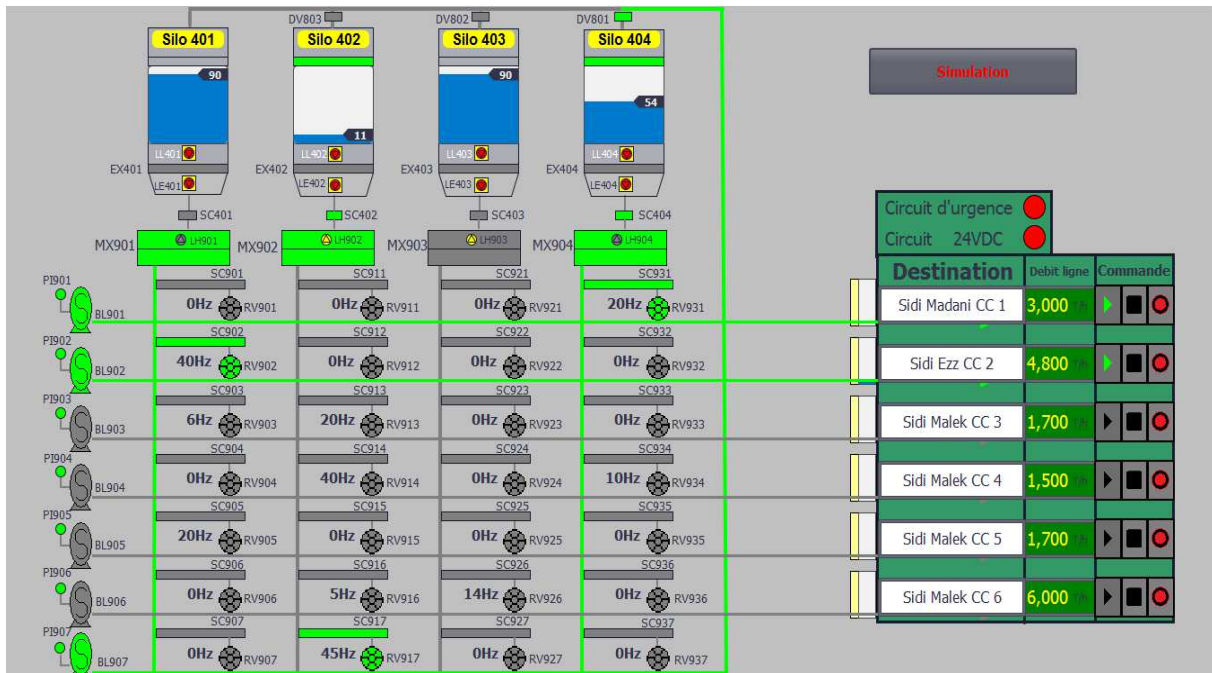 DV803 DV802 DV801
Silo 401 Silo 402 Silo 403 Silo 404
Simulation
90 90
54
11
LL401 LL402 LL403 LL404
EX401 EX402 EX403 EX404
LE401 LE402 LE403 LE404
SC401 SC402 SC403 SC404
Circuit d'urgence
MX901 LH901 MX902 LH902 MX903 LH903 MX904 LH904
Circuit 24VDC
SC901 SC911 SC921 SC931
Destination Debit ligne Commande
PI901
BL901 0Hz RV901 0Hz RV911 0Hz RV921 20Hz RV931 Sidi Madani CC 1 3,000 T/h
SC902 SC912 SC922 SC932
PI902
BL902 40Hz RV902 0Hz RV912 0Hz RV922 0Hz RV932 Sidi Ezz CC 2 4,800 T/h
SC903 SC913 SC923 SC933
PI903
BL903 6Hz RV903 20Hz RV913 0Hz RV923 0Hz RV933 Sidi Malek CC 3 1,700 T/h
SC904 SC914 SC924 SC934
PI904
BL904 0Hz RV904 40Hz RV914 0Hz RV924 10Hz RV934 Sidi Malek CC 4 1,500 T/h
SC905 SC915 SC925 SC935
PI905
BL905 20Hz RV905 0Hz RV915 0Hz RV925 0Hz RV935 Sidi Malek CC 5 1,700 T/h
SC906 SC916 SC926 SC936
PI906
BL906 0Hz RV906 5Hz RV916 14Hz RV926 0Hz RV936 Sidi Malek CC 6 6,000 T/h
SC907 SC917 SC927 SC937
PI907
BL907 0Hz RV907 45Hz RV917 0Hz RV927 0Hz RV937